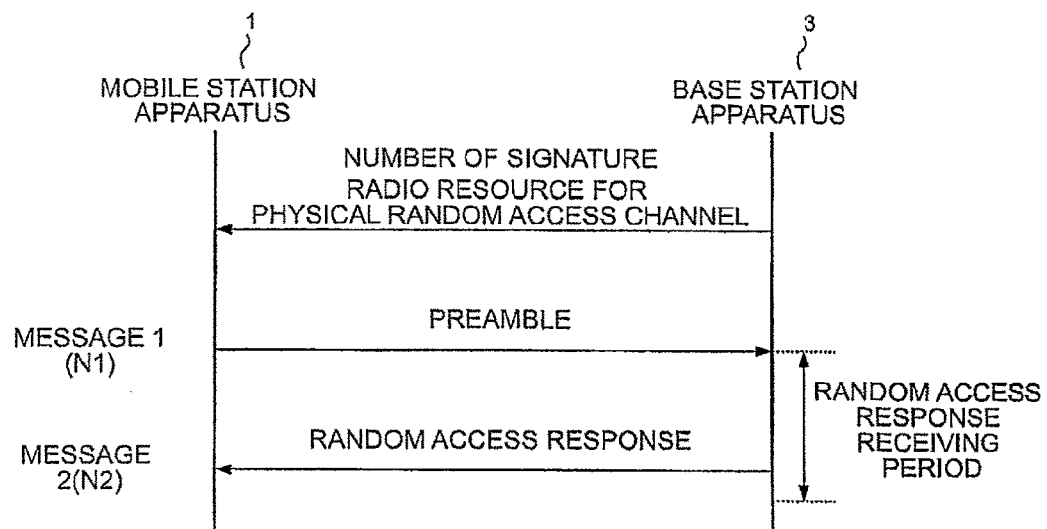 1
3
MOBILE STATION
APPARATUS
BASE STATION
APPARATUS
NUMBER OF SIGNATURE
RADIO RESOURCE FOR
PHYSICAL RANDOM ACCESS CHANNEL
MESSAGE 1
(N1)
PREAMBLE
RANDOM ACCESS
RESPONSE
RECEIVING
PERIOD
MESSAGE
2(N2)
RANDOM ACCESS RESPONSE